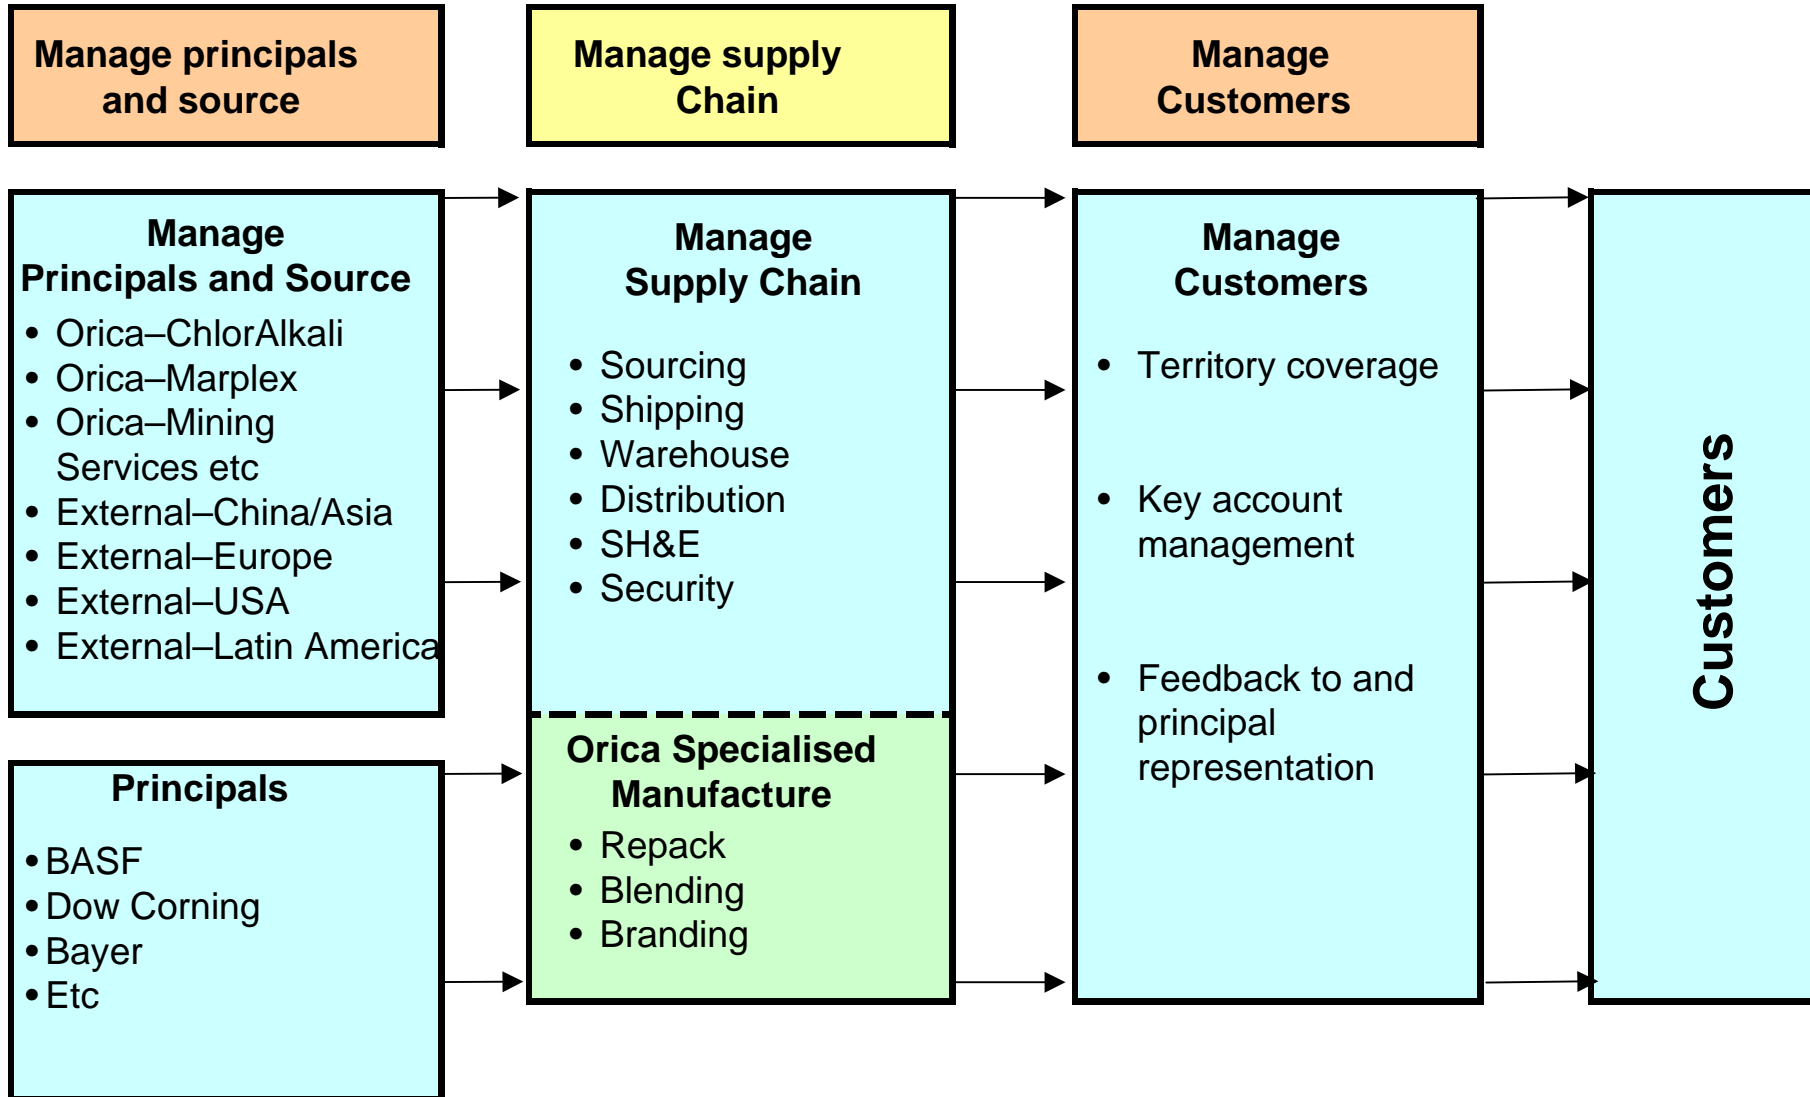 Manage principals
and source
Manage supply
Chain
Manage
Customers
Manage
Principals and Source
• Orica–ChlorAlkali
• Orica–Marplex
• Orica–Mining
Services etc
• External–China/Asia
• External–Europe
• External–USA
• External–Latin America
Principals
• BASF
• Dow Corning
• Bayer
• Etc
Manage
Supply Chain
• Sourcing
• Shipping
• Warehouse
• Distribution
• SH&E
• Security
Orica Specialised
Manufacture
• Repack
• Blending
• Branding
Manage
Customers
• Territory coverage
• Key account
management
• Feedback to and
principal
representation
Customers